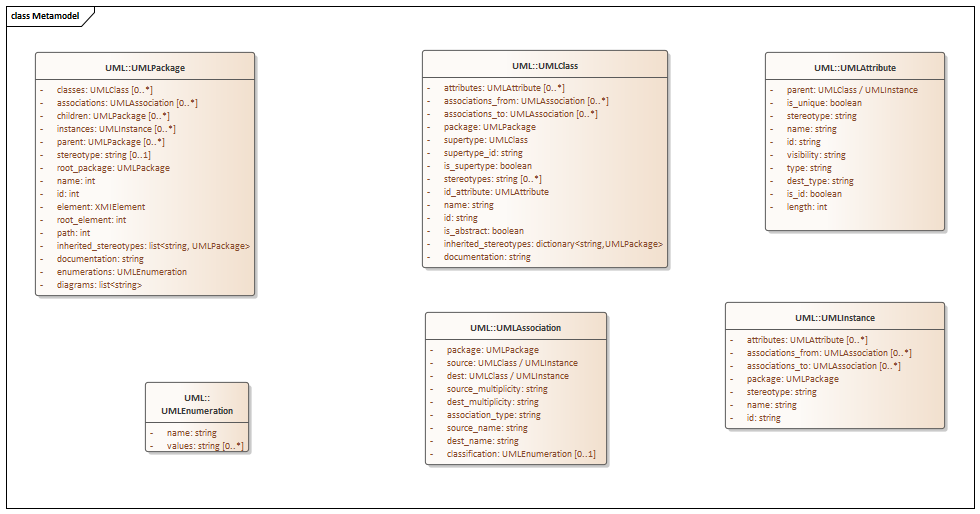 class Metamodel
UML::UMLPackage
- classes: UMLClass [0..*]
- associations: UMLAssociation [0..*]
- children: UMLPackage [0..*]
- instances: UMLInstance [0..*]
- parent: UMLPackage [0..*]
- stereotype: string [0..1]
- root_package: UMLPackage
- name: int
- id: int
- element: XMIElement
- root_element: int
- path: int
- inherited_stereotypes: list<string, UMLPackage>
- documentation: string
- enumerations: UMLEnumeration
- diagrams: list<string>
UML::UMLClass
- attributes: UMLAttribute [0..*]
- associations_from: UMLAssociation [0..*]
- associations_to: UMLAssociation [0..*]
- package: UMLPackage
- supertype: UMLClass
- supertype_id: string
- is_supertype: boolean
- stereotypes: string [0..*]
- id_attribute: UMLAttribute
- name: string
- id: string
- is_abstract: boolean
- inherited_stereotypes: dictionary<string,UMLPackage>
- documentation: string
UML::UMLAttribute
- parent: UMLClass / UMLInstance
- is_unique: boolean
- stereotype: string
- name: string
- id: string
- visibility: string
- type: string
- dest_type: string
- is_id: boolean
- length: int
UML::
UMLEnumeration
- name: string
- values: string [0..*]
UML::UMLAssociation
- package: UMLPackage
- source: UMLClass / UMLInstance
- dest: UMLClass / UMLInstance
- source_multiplicity: string
- dest_multiplicity: string
- association_type: string
- source_name: string
- dest_name: string
- classification: UMLEnumeration [0..1]
UML::UMLInstance
- attributes: UMLAttribute [0..*]
- associations_from: UMLAssociation [0..*]
- associations_to: UMLAssociation [0..*]
- package: UMLPackage
- stereotype: string
- name: string
- id: string